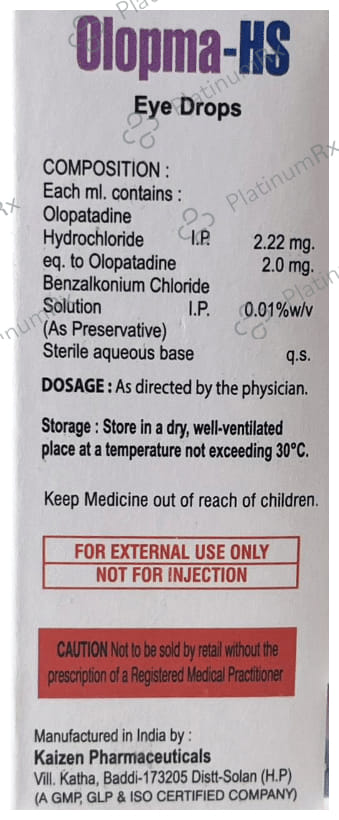 Olopma-HS
Eye Drops
COMPOSITION :
Each ml. contains :
Olopatadine
Hydrochloride I.P. 2.22 mg.
eq. to Olopatadine 2.0 mg.
Benzalkonium Chloride
Solution I.P. 0.01%w/v
(As Preservative)
Sterile aqueous base q.s.
DOSAGE : As directed by the physician.
Storage : Store in a dry, well-ventilated
place at a temperature not exceeding 30°C.
Keep Medicine out of reach of children.
FOR EXTERNAL USE ONLY
NOT FOR INJECTION
CAUTION Not to be sold by retail without the
prescription of a Registered Medical Practitioner
Manufactured in India by :
Kaizen Pharmaceuticals
Vill. Katha, Baddi-173205 Distt-Solan (H.P)
(A GMP, GLP & ISO CERTIFIED COMPANY)
PlatinumRx
PlatinumRx